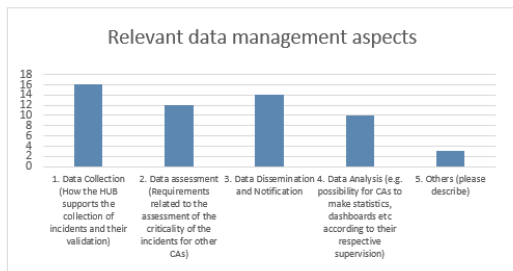 Relevant data management aspects
18
16
14
12
10
8
6
4
2
0
1. Data Collection
(How the HUB
supports the
collection of
incidents and their
validation)
2. Data assessment
(Requirements
related to the
assessment of the
criticality of the
incidents for other
CAs)
3. Data Dissemination
and Notification
4. Data Analysis (e.g.
possibility for CAs to
make statistics,
dashboards etc
according to their
respective
supervision)
5. Others (please
describe)